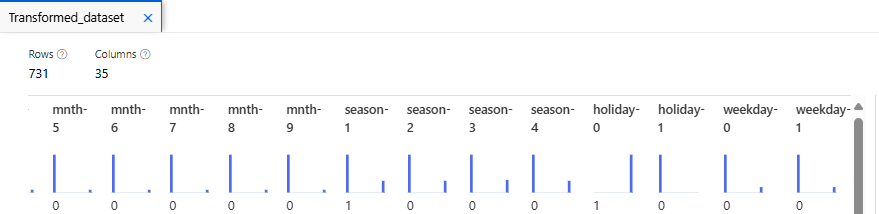 Transformed_dataset ×
Rows ? Columns ?
731 35
mnth- mnth- mnth- mnth- mnth- season- season- season- season- holiday- holiday- weekday- weekday-
5 6 7 8 9 1 2 3 4 0 1 0 1
0 0 0 0 0 1 0 0 0 1 0 0 0